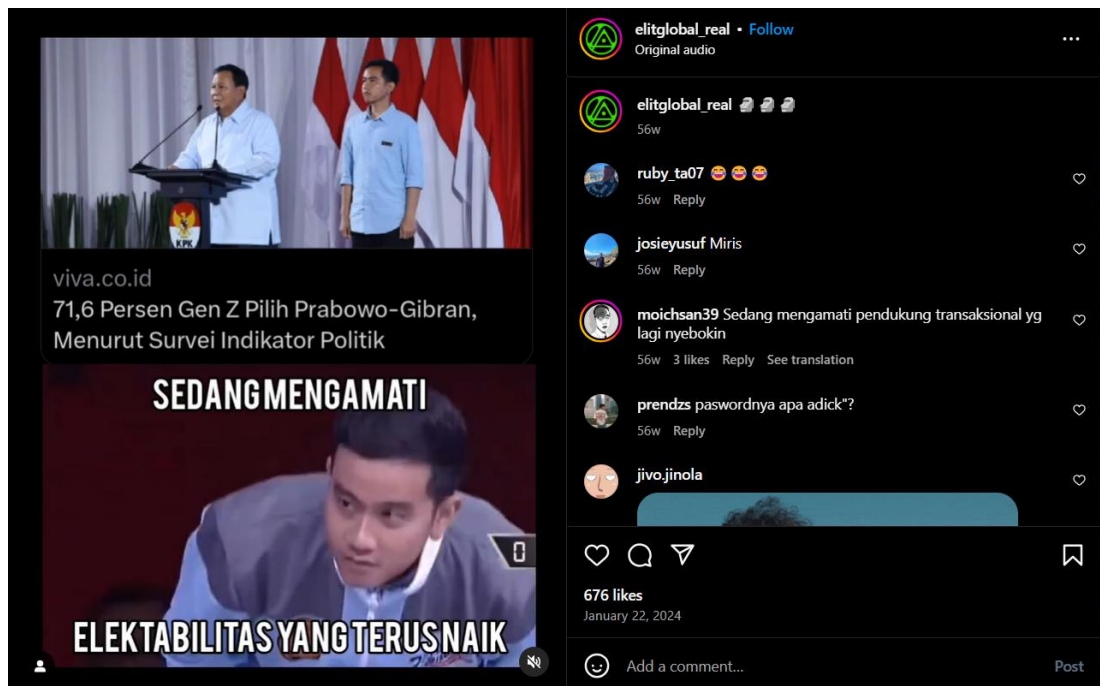 KPK
viva.co.id
71,6 Persen Gen Z Pilih Prabowo-Gibran,
Menurut Survei Indikator Politik
SEDANG MENGAMATI
0
ELEKTABILITAS YANG TERUS NAIK
elitglobal_real • Follow
Original audio
elitglobal_real 🗿 🗿 🗿
56w
ruby_ta07 😂 😂 😂
56w Reply
josieyusuf Miris
56w Reply
moichsan39 Sedang mengamati pendukung transaksional yg
lagi nyebokin
56w 3 likes Reply See translation
prendzs paswordnya apa adick"?
56w Reply
jivo.jinola
676 likes
January 22, 2024
Add a comment...
Post